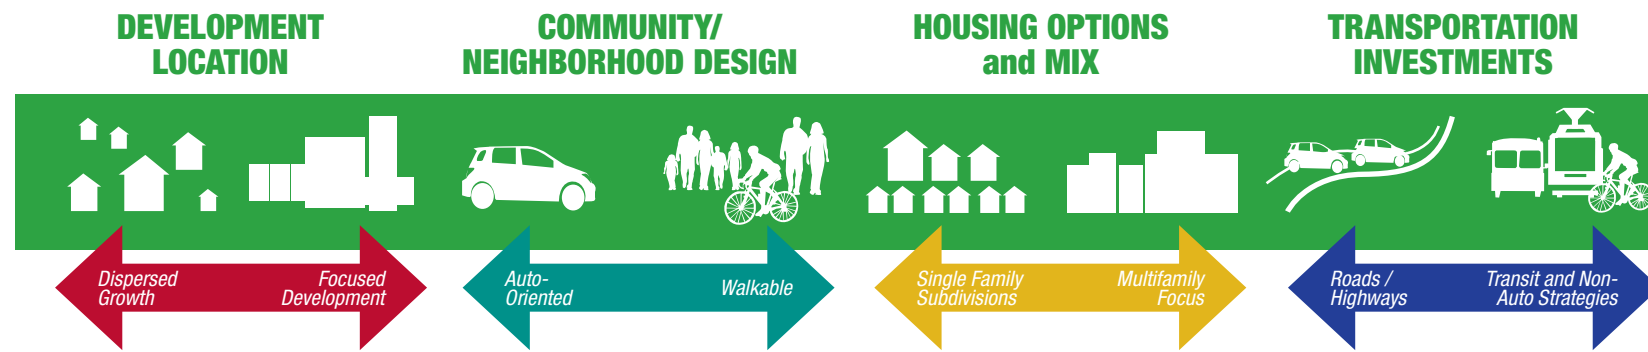 DEVELOPMENT
LOCATION
COMMUNITY/
NEIGHBORHOOD DESIGN
HOUSING OPTIONS
and MIX
TRANSPORTATION
INVESTMENTS
Dispersed
Growth
Focused
Development
Auto-
Oriented
Walkable
Single Family
Subdivisions
Multifamily
Focus
Roads /
Highways
Transit and Non-
Auto Strategies